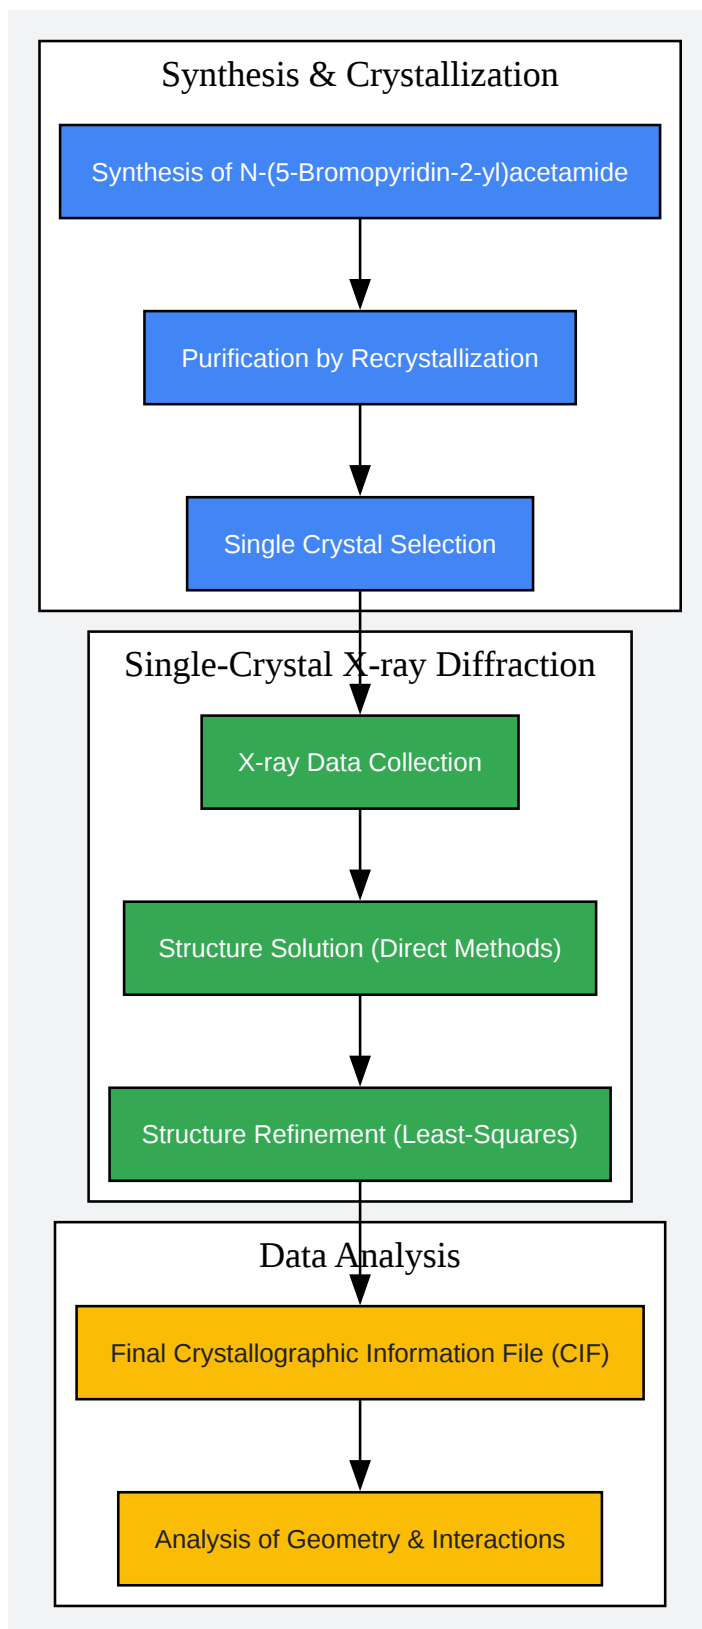 Synthesis & Crystallization
Synthesis of N-(5-Bromopyridin-2-yl)acetamide
Purification by Recrystallization
Single Crystal Selection
Single-Crystal X-ray Diffraction
X-ray Data Collection
Structure Solution (Direct Methods)
Structure Refinement (Least-Squares)
Data Analysis
Final Crystallographic Information File (CIF)
Analysis of Geometry & Interactions